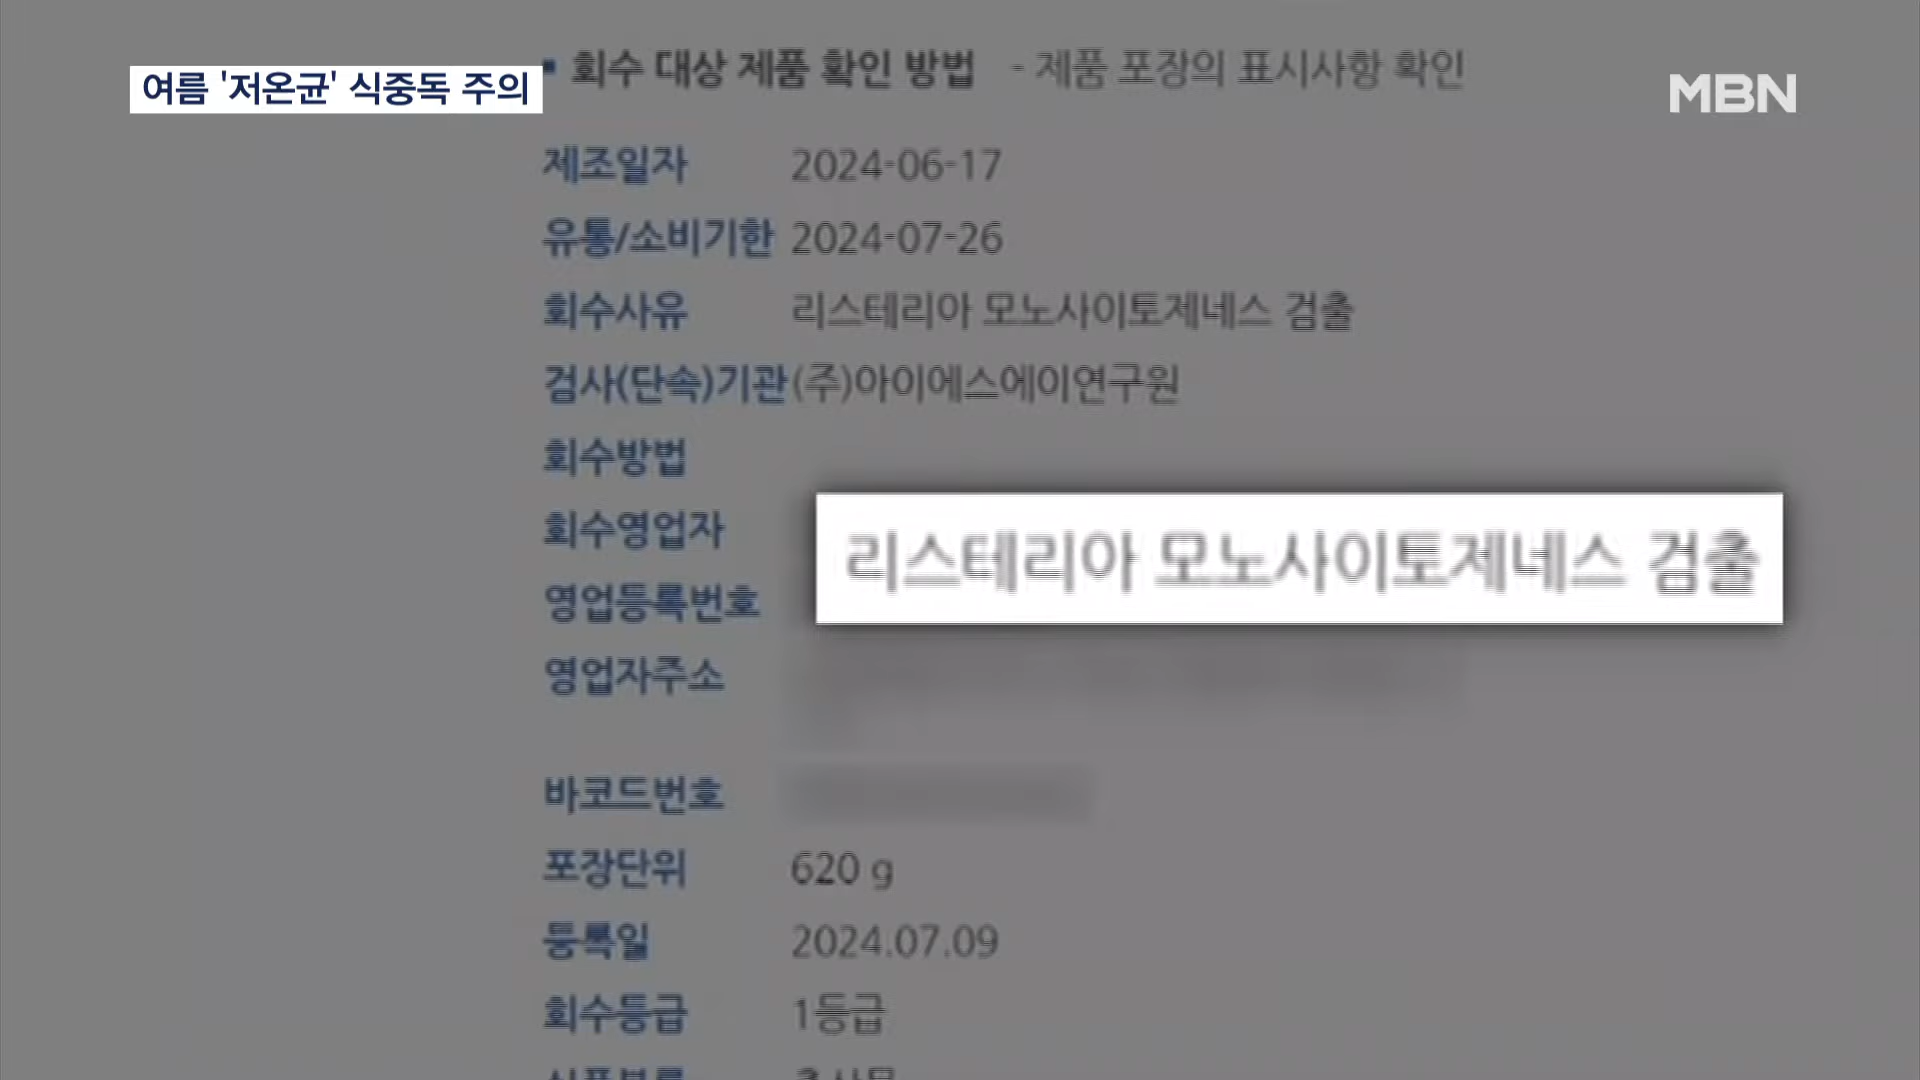 여름 '저온균' 식중독 주의
MBN
▪ 회수 대상 제품 확인 방법 - 제품 포장의 표시사항 확인
제조일자 2024-06-17
유통/소비기한 2024-07-26
회수사유 리스테리아 모노사이토제네스 검출
검사(단속)기관 (주)아이에스에이연구원
회수방법
회수영업자
리스테리아 모노사이토제네스 검출
영업등록번호
영업자주소
바코드번호
포장단위 620 g
등록일 2024.07.09
회수등급 1등급